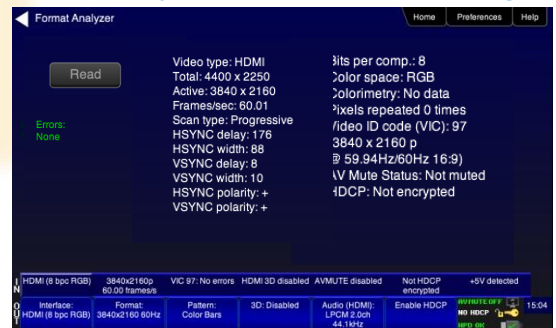 Format Analyzer
Home
Preferences
Help
Read
Errors:
None
Video type: HDMI
Total: 4400 x 2250
Active: 3840 x 2160
Frames/sec: 60.01
Scan type: Progressive
HSYNC delay: 176
HSYNC width: 88
VSYNC delay: 8
VSYNC width: 10
HSYNC polarity: +
VSYNC polarity: +
Bits per comp.: 8
Color space: RGB
Colorimetry: No data
Pixels repeated 0 times
Video ID code (VIC): 97
3840 x 2160 p
@ 59.94Hz/60Hz 16:9)
AV Mute Status: Not muted
HDCP: Not encrypted
IN
HDMI (8 bpc RGB)
3840x2160p
60.00 frames/s
VIC 97: No errors
HDMI 3D disabled
AVMUTE disabled
Not HDCP
encrypted
+5V detected
OUT
Interface:
HDMI (8 bpc RGB)
Format:
3840x2160 60Hz
Pattern:
Color Bars
3D: Disabled
Audio (HDMI):
LPCM 2.0ch
44.1kHz
Enable HDCP
AVMUTE OFF
NO HDCP
HPD OK
15:04